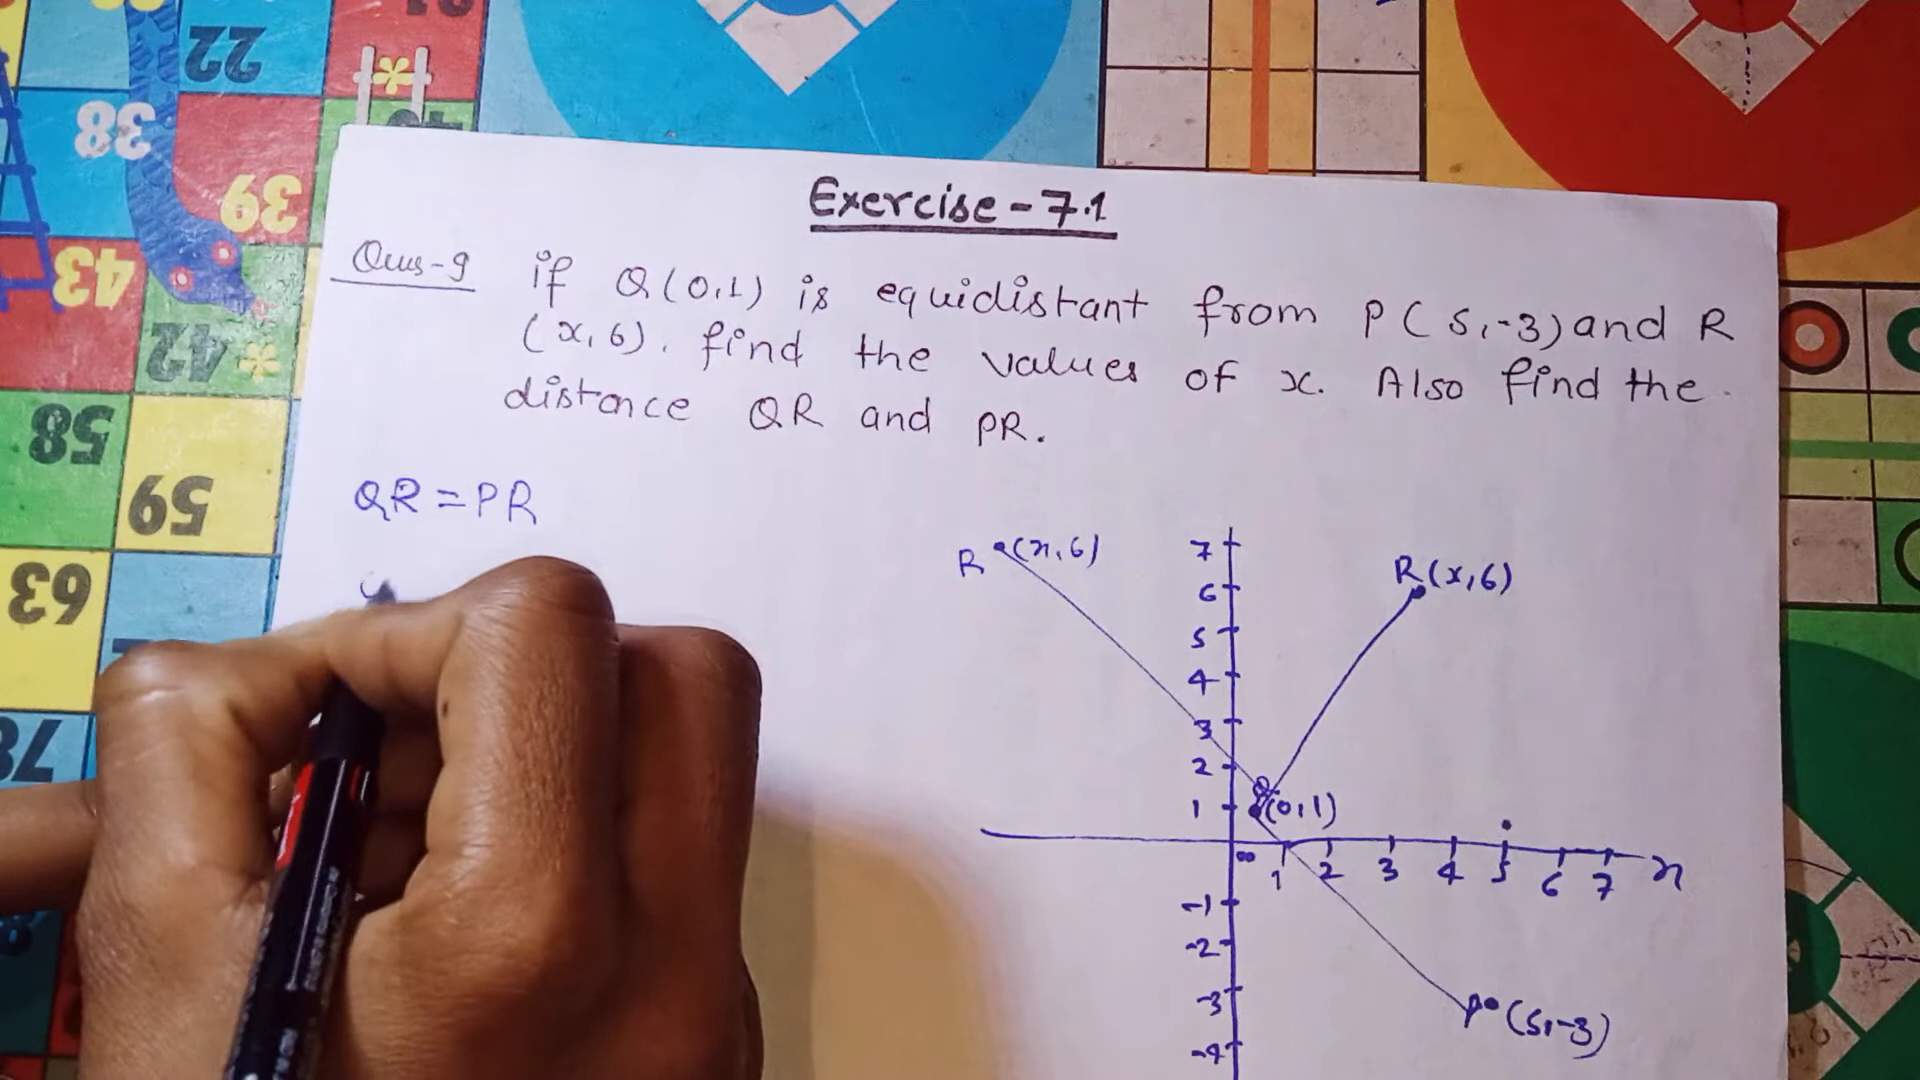 22
38
39
43
42
58
59
63
78
Exercise-7.1
Ques-9 if Q(0,1) is equidistant from P(5,-3) and R
(x,6). find the values of x. Also find the
distance QR and PR.
QR = PR
R (x,6)
R(x,6)
7
6
5
4
3
2
1
Q(0,1)
1 2 3 4 5 6 7 x
-1
-2
-3
-4
P (5,-3)